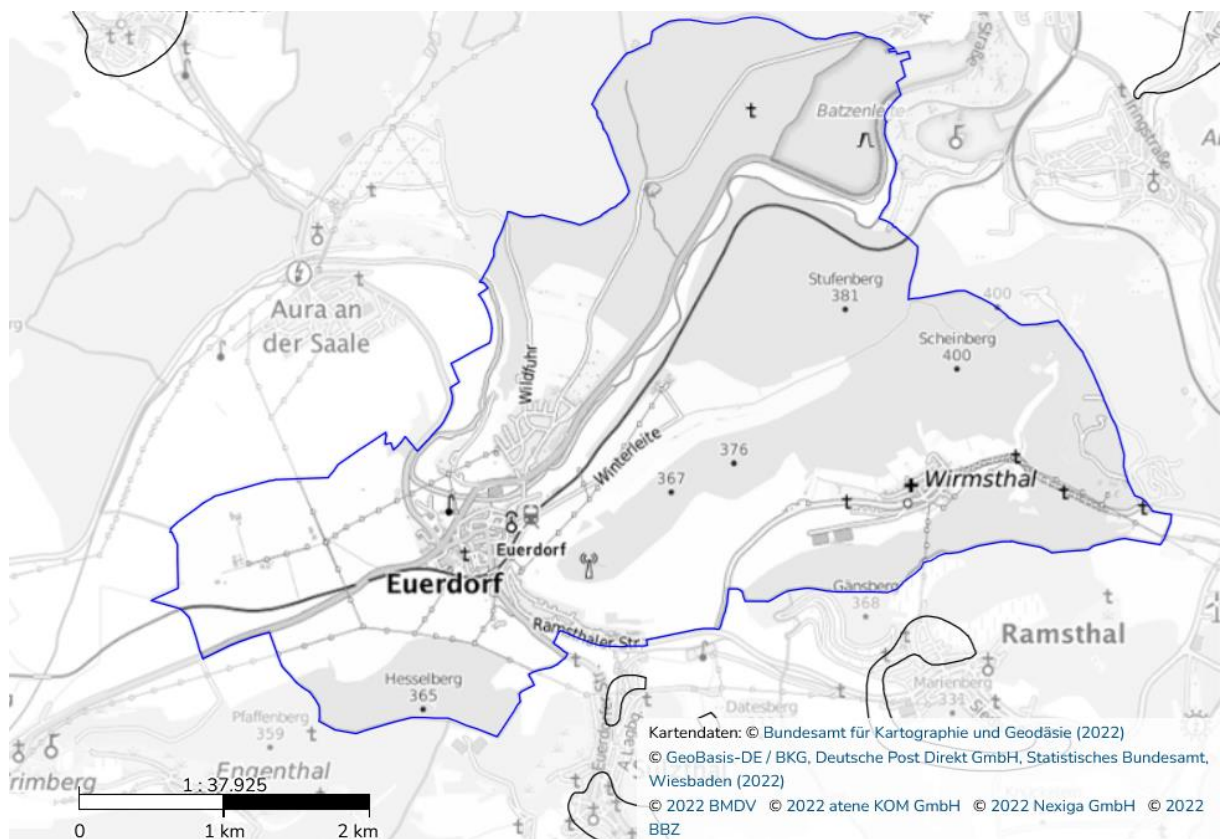 Straße
Batzenleite
Iringstraße
Stufenberg
381
400
Aura an
der Saale
Scheinberg
400
Wildfuhr
Winterleite
376
367
Wirmsthal
Euerdorf
Euerdorf
Gänsberg
368
Ramsthaler Str
Ramsthal
Hesselberg
365
Marienberg
331
Pfaffenberg
359
Datesberg
Engenthal
Trimberg
Kartendaten: © Bundesamt für Kartographie und Geodäsie (2022)
© GeoBasis-DE / BKG, Deutsche Post Direkt GmbH, Statistisches Bundesamt,
Wiesbaden (2022)
© 2022 BMDV © 2022 atene KOM GmbH © 2022 Nexiga GmbH © 2022
BBZ
1 : 37.925
0 1 km 2 km